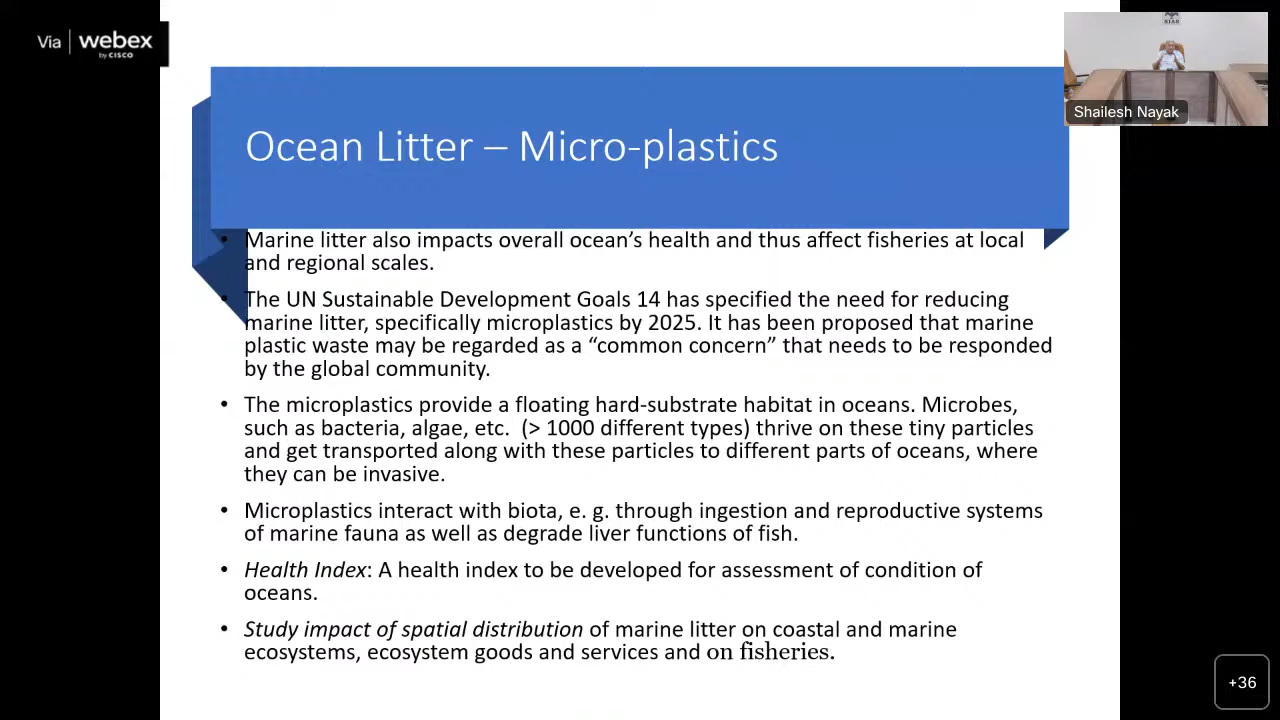 Via | webex
by CISCO
NIAS
Shailesh Nayak
Ocean Litter – Micro-plastics
• Marine litter also impacts overall ocean’s health and thus affect fisheries at local
and regional scales.
• The UN Sustainable Development Goals 14 has specified the need for reducing
marine litter, specifically microplastics by 2025. It has been proposed that marine
plastic waste may be regarded as a “common concern” that needs to be responded
by the global community.
• The microplastics provide a floating hard-substrate habitat in oceans. Microbes,
such as bacteria, algae, etc. (> 1000 different types) thrive on these tiny particles
and get transported along with these particles to different parts of oceans, where
they can be invasive.
• Microplastics interact with biota, e. g. through ingestion and reproductive systems
of marine fauna as well as degrade liver functions of fish.
• Health Index: A health index to be developed for assessment of condition of
oceans.
• Study impact of spatial distribution of marine litter on coastal and marine
ecosystems, ecosystem goods and services and on fisheries.
+36